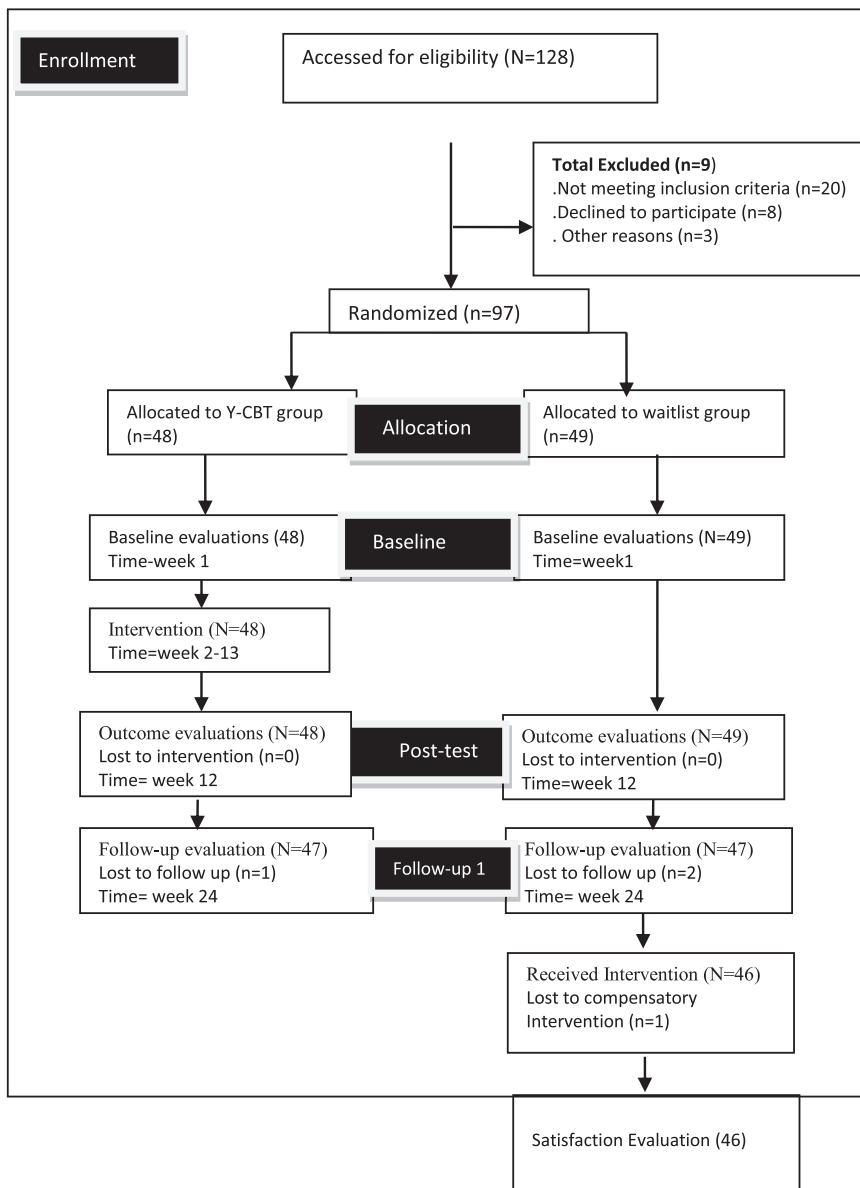 Enrollment
Accessed for eligibility (N=128)
Total Excluded (n=9)
.Not meeting inclusion criteria (n=20)
.Declined to participate (n=8)
. Other reasons (n=3)
Randomized (n=97)
Allocated to Y-CBT group
(n=48)
Allocation
Allocated to waitlist group
(n=49)
Baseline evaluations (48)
Time-week 1
Baseline
Baseline evaluations (N=49)
Time=week1
Intervention (N=48)
Time=week 2-13
Outcome evaluations (N=48)
Lost to intervention (n=0)
Time= week 12
Post-test
Outcome evaluations (N=49)
Lost to intervention (n=0)
Time=week 12
Follow-up evaluation (N=47)
Lost to follow up (n=1)
Time= week 24
Follow-up 1
Follow-up evaluation (N=47)
Lost to follow up (n=2)
Time= week 24
Received Intervention (N=46)
Lost to compensatory
Intervention (n=1)
Satisfaction Evaluation (46)